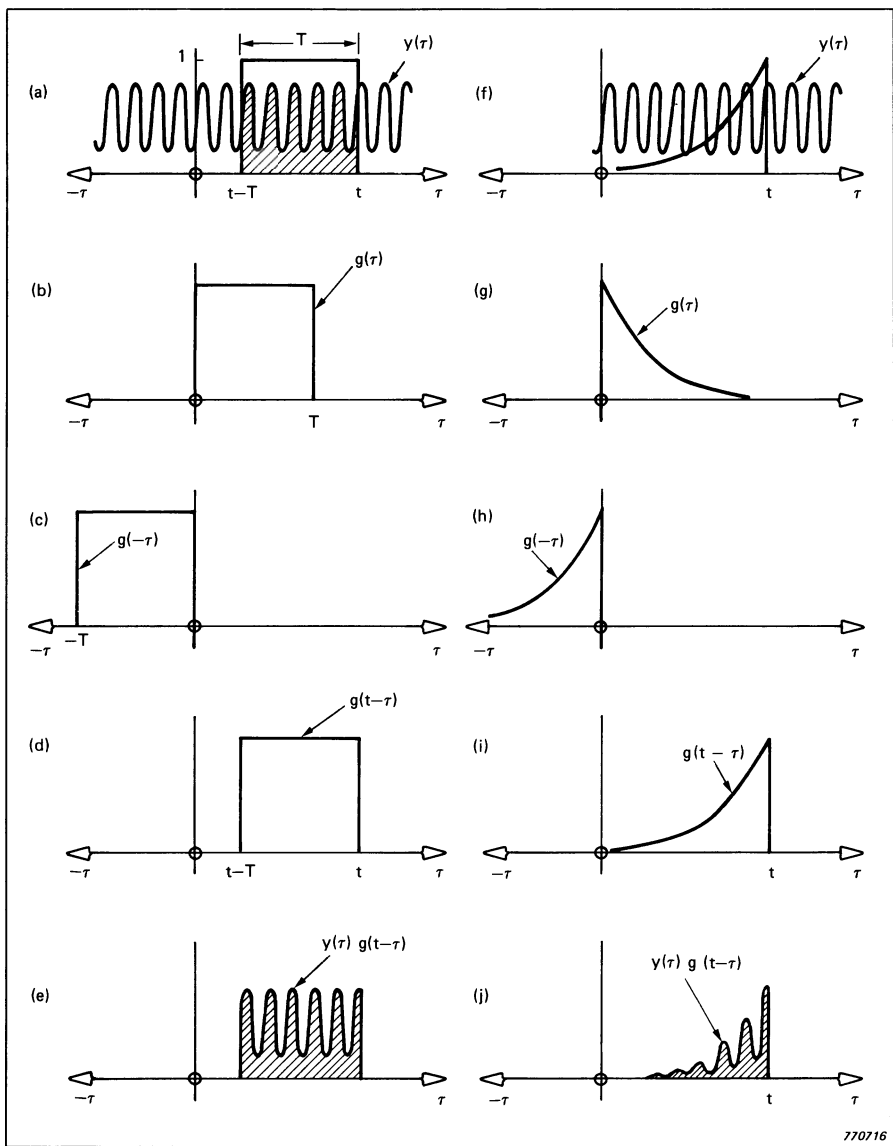 (a)
T
1
y(τ)
−τ
t−T
t
τ
(b)
g(τ)
−τ
T
τ
(c)
g(−τ)
−τ
−T
τ
(d)
g(t−τ)
−τ
t−T
t
τ
(e)
y(τ) g(t−τ)
−τ
τ
(f)
y(τ)
−τ
t
τ
(g)
g(τ)
−τ
τ
(h)
g(−τ)
−τ
τ
(i)
g(t − τ)
−τ
t
τ
(j)
y(τ) g (t−τ)
−τ
t
τ
770716